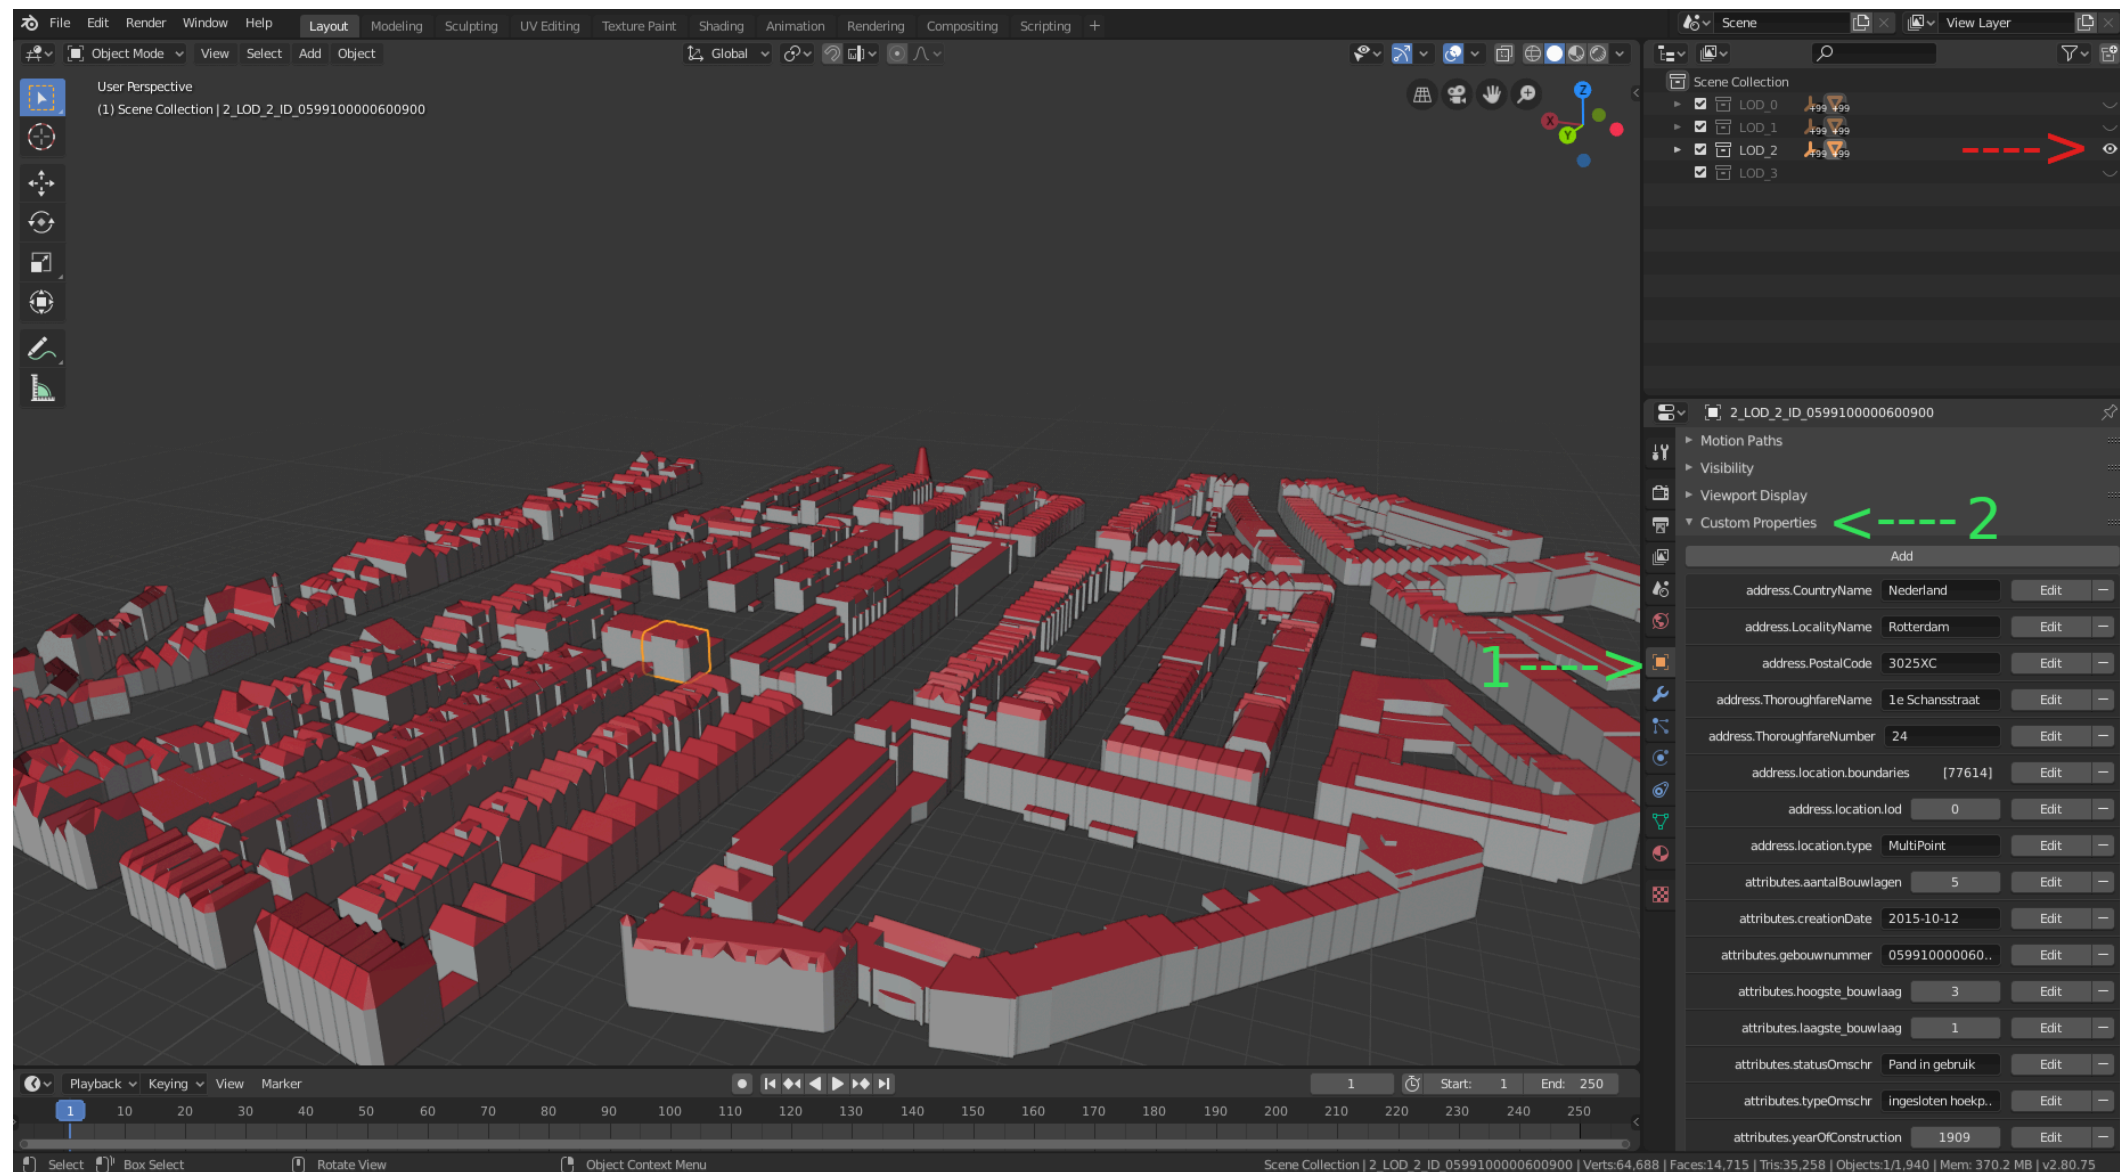 File Edit Render Window Help Layout Modeling Sculpting UV Editing Texture Paint Shading Animation Rendering Compositing Scripting + Scene View Layer
Object Mode View Select Add Object Global
User Perspective
(1) Scene Collection | 2_LOD_2_ID_0599100000600900
Z
X
Y
Scene Collection
LOD_0 +99 +99
LOD_1 +99 +99
LOD_2 +99 +99 ---->
LOD_3
2_LOD_2_ID_0599100000600900
Motion Paths
Visibility
Viewport Display
Custom Properties <---- 2
Add
address.CountryName Nederland Edit
address.LocalityName Rotterdam Edit
1 ---->
address.PostalCode 3025XC Edit
address.ThoroughfareName 1e Schansstraat Edit
address.ThoroughfareNumber 24 Edit
address.location.boundaries [77614] Edit
address.location.lod 0 Edit
address.location.type MultiPoint Edit
attributes.aantalBouwlagen 5 Edit
attributes.creationDate 2015-10-12 Edit
attributes.gebouwnummer 059910000060.. Edit
attributes.hoogste_bouwlaag 3 Edit
attributes.laagste_bouwlaag 1 Edit
attributes.statusOmschr Pand in gebruik Edit
attributes.typeOmschr ingesloten hoekp.. Edit
attributes.yearOfConstruction 1909 Edit
Playback Keying View Marker 1 Start: 1 End: 250
1 10 20 30 40 50 60 70 80 90 100 110 120 130 140 150 160 170 180 190 200 210 220 230 240 250
Select Box Select Rotate View Object Context Menu Scene Collection | 2_LOD_2_ID_0599100000600900 | Verts:64,688 | Faces:14,715 | Tris:35,258 | Objects:1/1,940 | Mem: 370.2 MB | v2.80.75